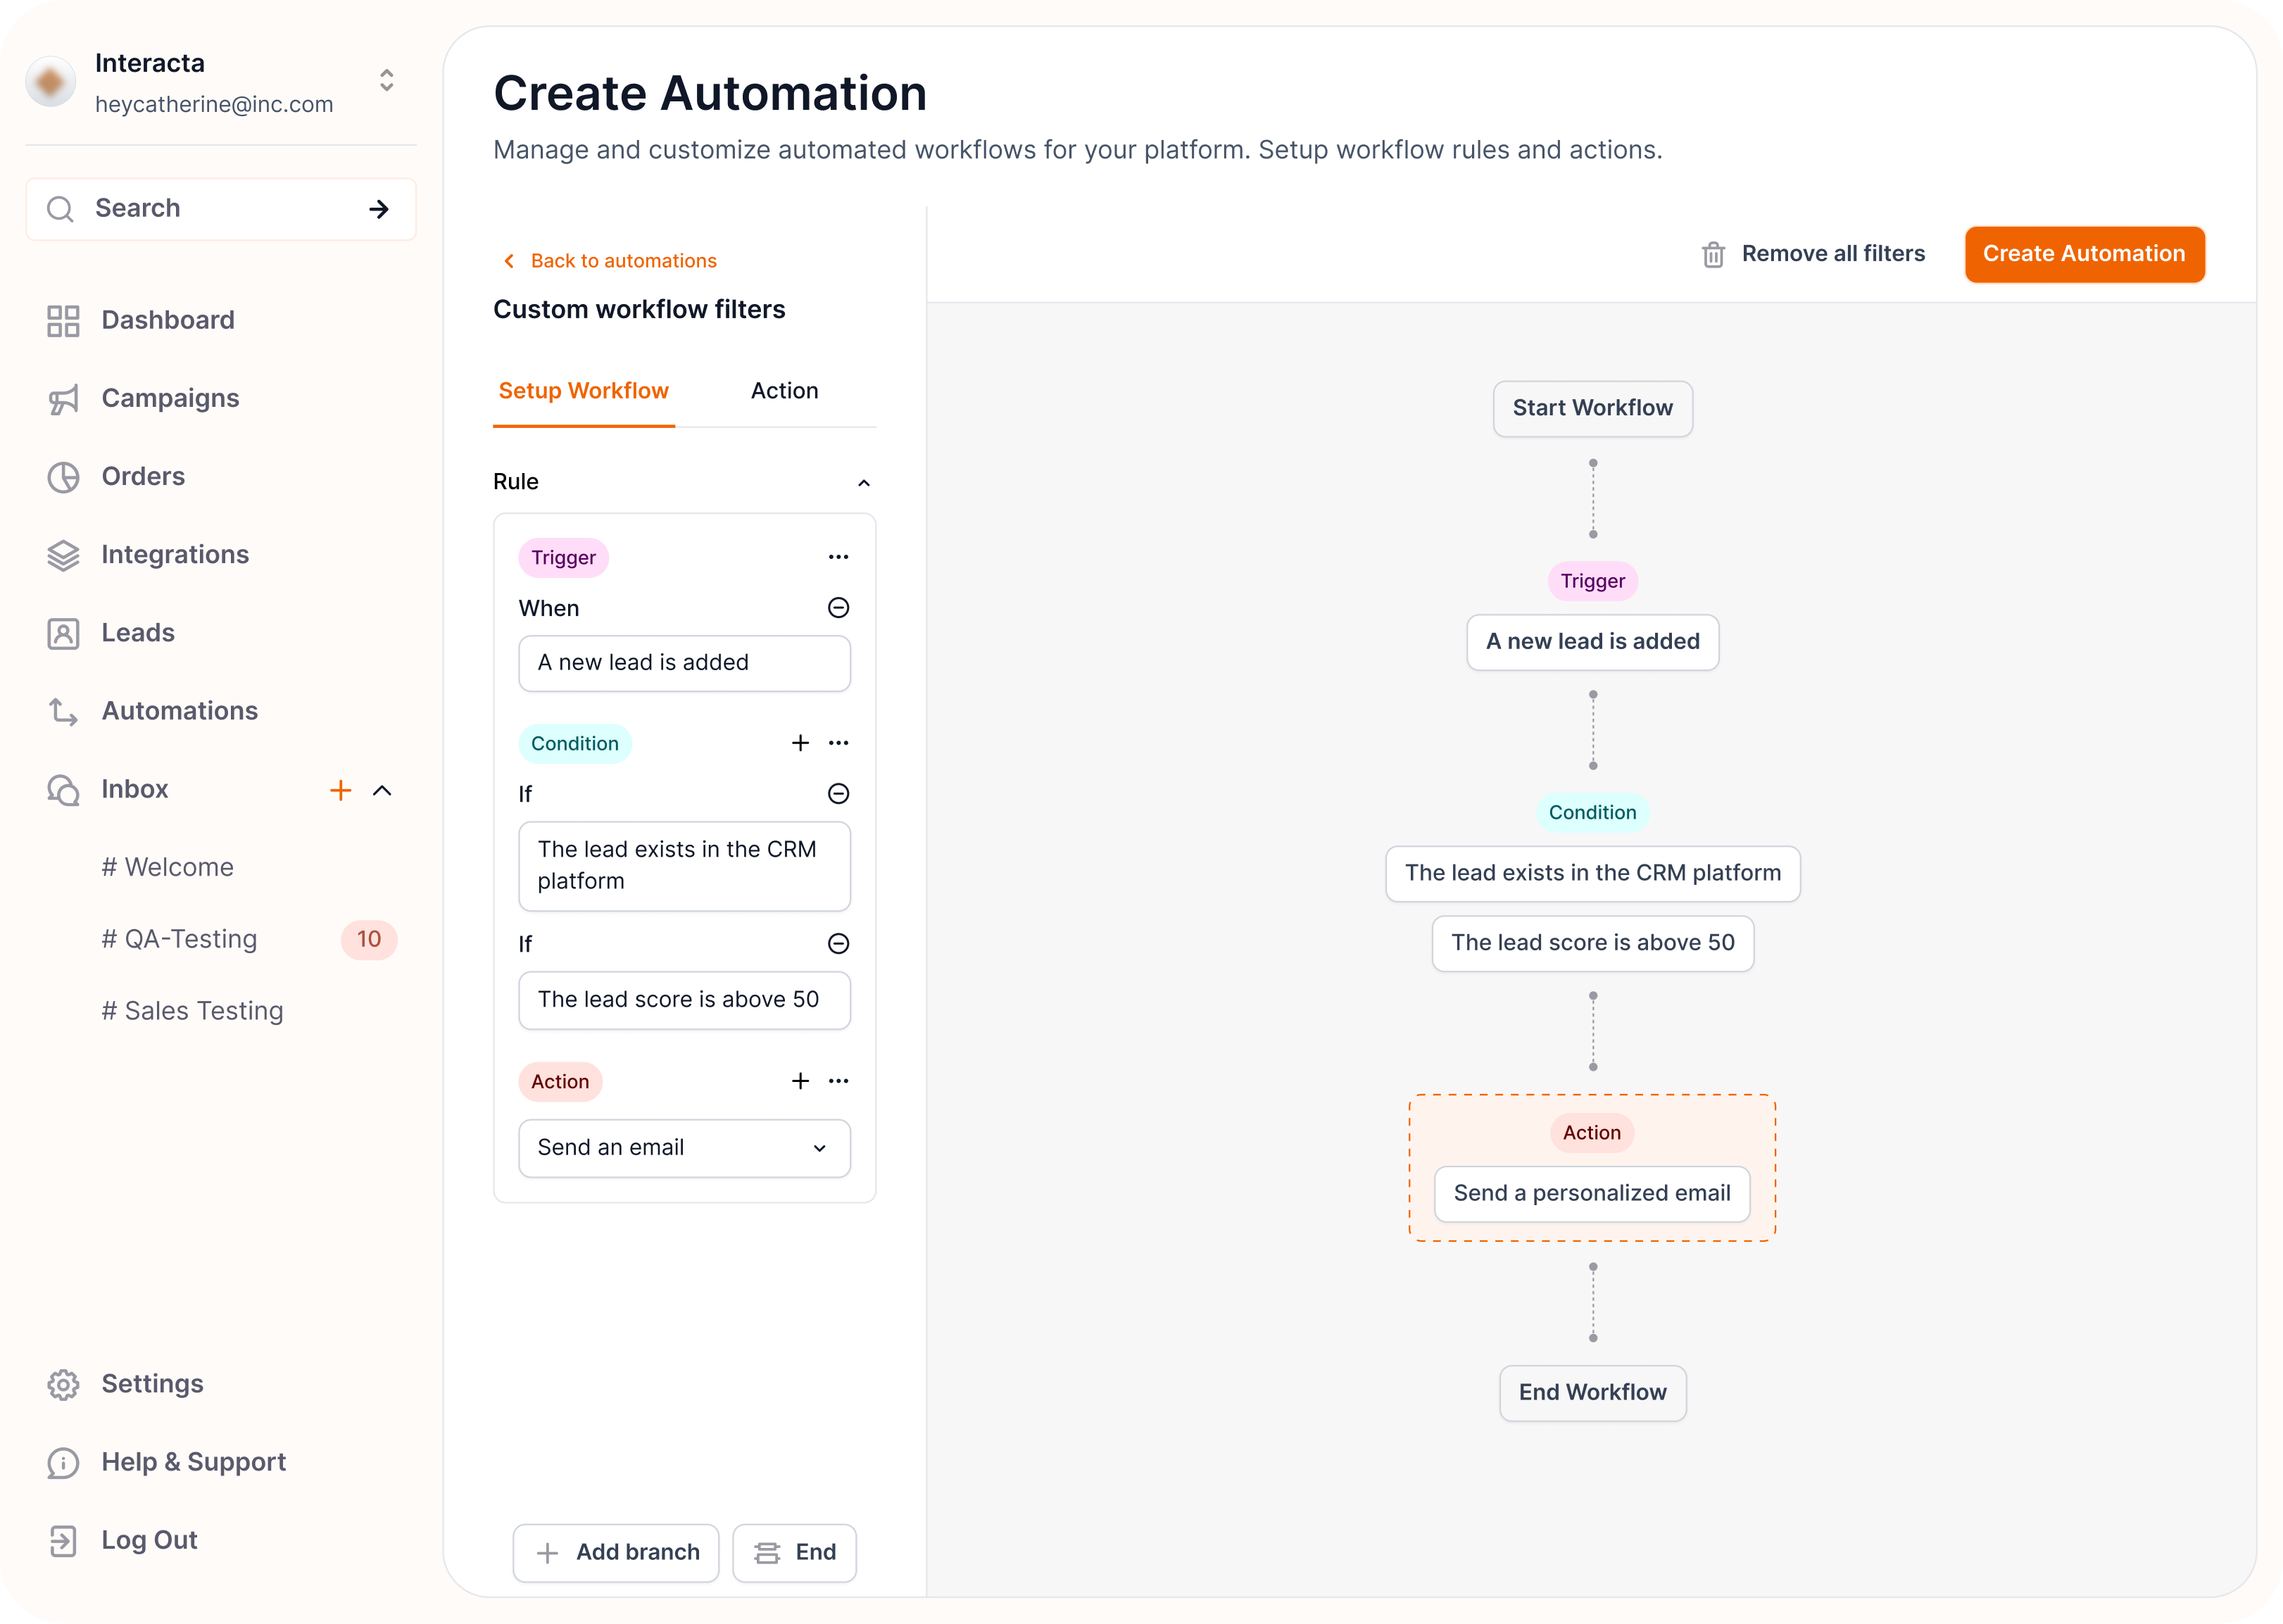 Interacta
heycatherine@inc.com
Search
Dashboard
Campaigns
Orders
Integrations
Leads
Automations
Inbox
# Welcome
# QA-Testing
10
# Sales Testing
Settings
Help & Support
Log Out
Create Automation
Manage and customize automated workflows for your platform. Setup workflow rules and actions.
Back to automations
Custom workflow filters
Setup Workflow
Action
Rule
Trigger
When
A new lead is added
Condition
If
The lead exists in the CRM
platform
If
The lead score is above 50
Action
Send an email
Add branch
End
Remove all filters
Create Automation
Start Workflow
Trigger
A new lead is added
Condition
The lead exists in the CRM platform
The lead score is above 50
Action
Send a personalized email
End Workflow